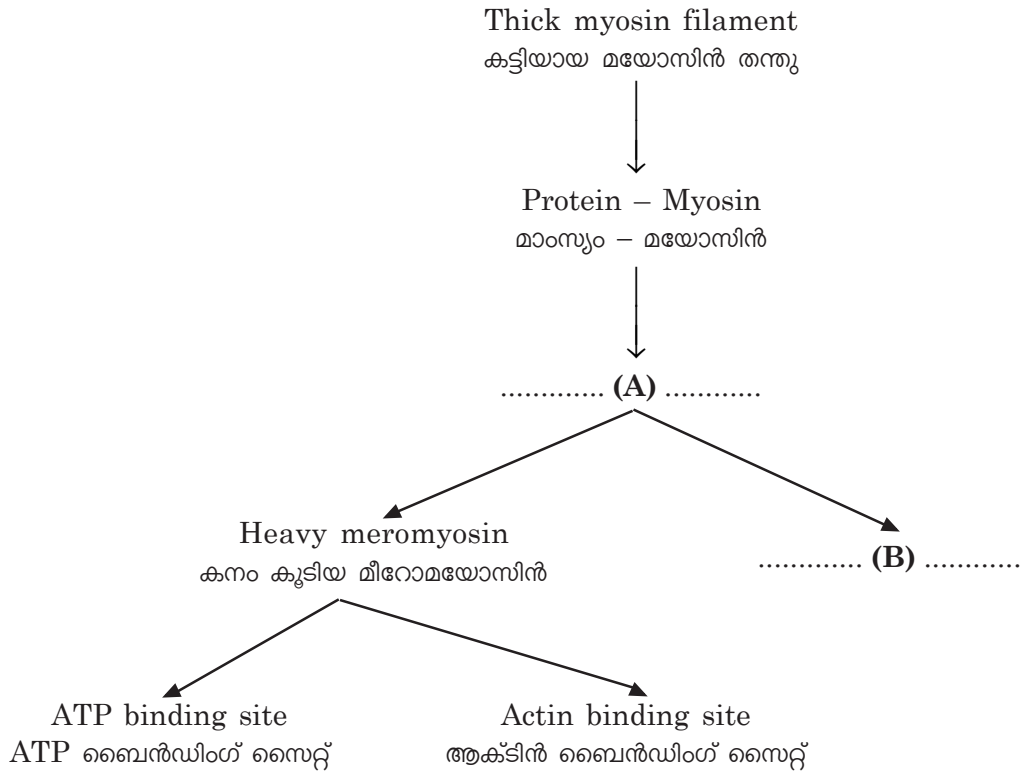 Thick myosin filament
കട്ടിയായ മയോസിൻ തന്തു
Protein – Myosin
മാംസ്യം – മയോസിൻ
............. (A) ............
Heavy meromyosin
കനം കൂടിയ മീറോമയോസിൻ
............. (B) ............
ATP binding site
ATP ബൈൻഡിംഗ് സൈറ്റ്
Actin binding site
ആക്ടിൻ ബൈൻഡിംഗ് സൈറ്റ്